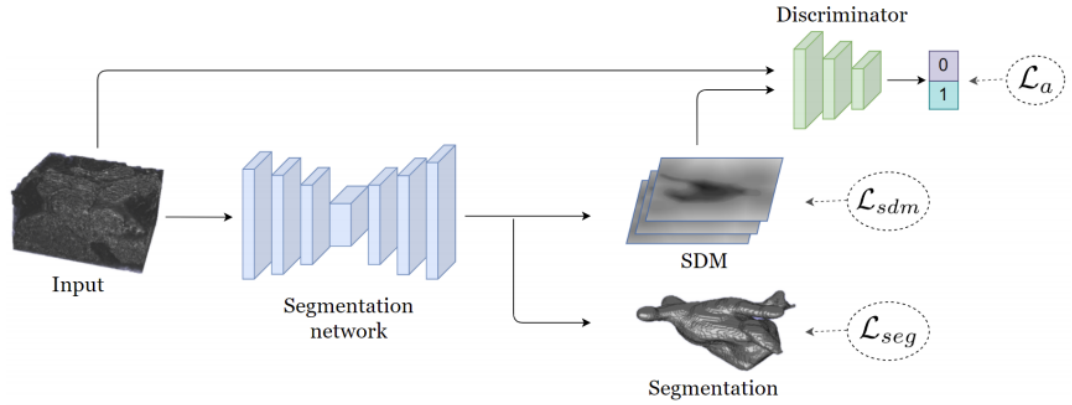 Discriminator
0
1
ℒa
Input
Segmentation
network
SDM
ℒsdm
Segmentation
ℒseg